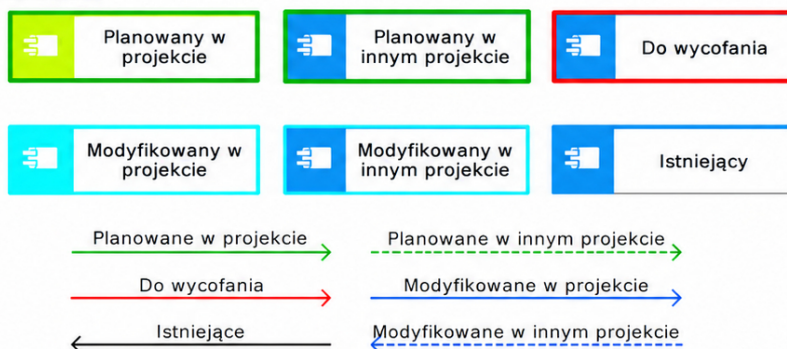 Planowany w
projekcie
Planowany w
innym projekcie
Do wycofania
Modyfikowany w
projekcie
Modyfikowany w
innym projekcie
Istniejący
Planowane w projekcie
Planowane w innym projekcie
Do wycofania
Modyfikowane w projekcie
Istniejące
Modyfikowane w innym projekcie